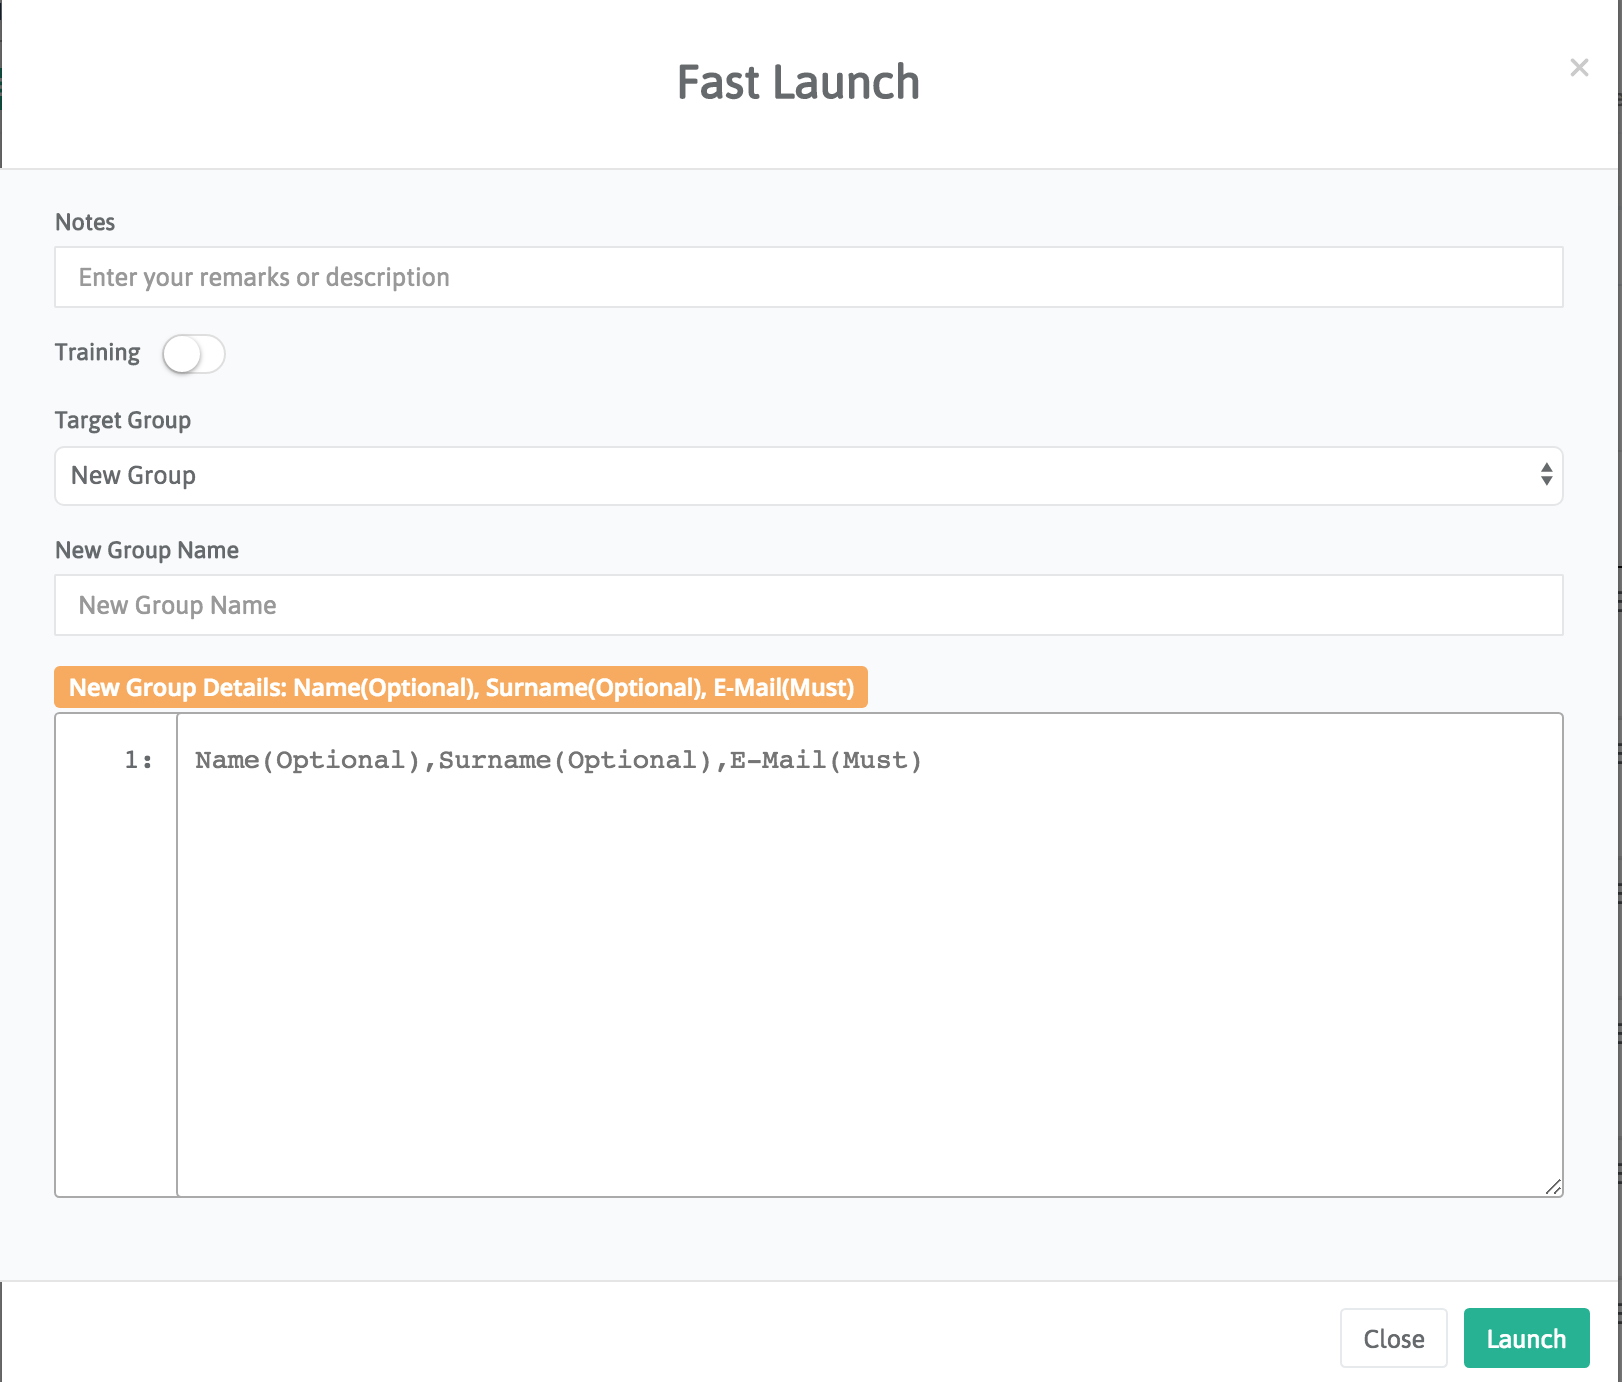 Fast Launch
×
Notes
Enter your remarks or description
Training
Target Group
New Group
New Group Name
New Group Name
New Group Details: Name(Optional), Surname(Optional), E-Mail(Must)
1: Name(Optional),Surname(Optional),E-Mail(Must)
Close Launch